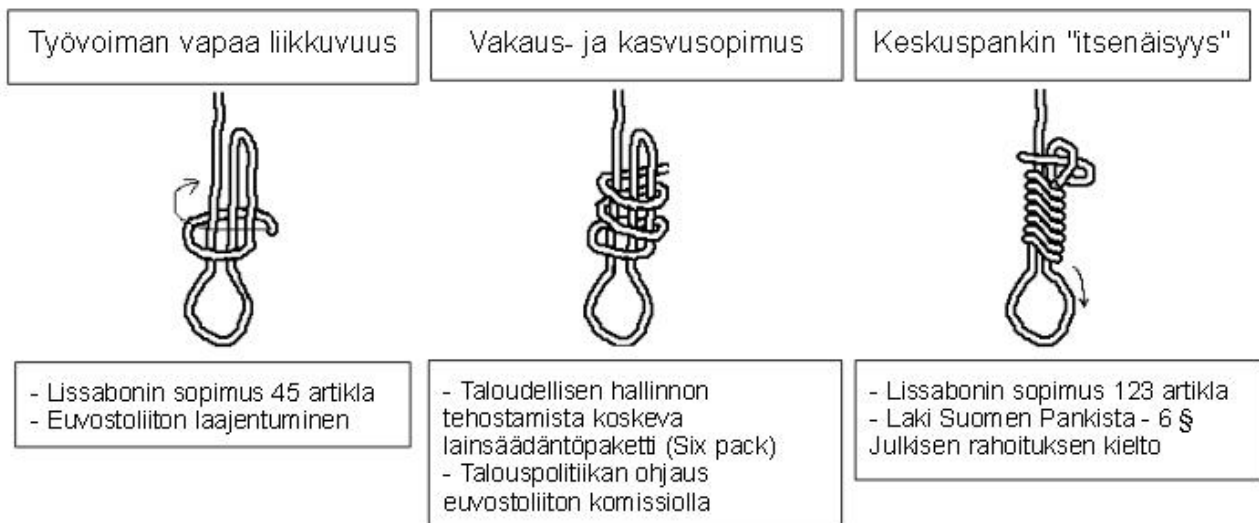 Työvoiman vapaa liikkuvuus
Vakaus- ja kasvusopimus
Keskuspankin "itsenäisyys"
- Lissabonin sopimus 45 artikla
- Euvostoliiton laajentuminen
- Taloudellisen hallinnon
tehostamista koskeva
lainsäädäntöpaketti (Six pack)
- Talouspolitiikan ohjaus
euvostoliiton komissiolla
- Lissabonin sopimus 123 artikla
- Laki Suomen Pankista - 6 §
Julkisen rahoituksen kielto